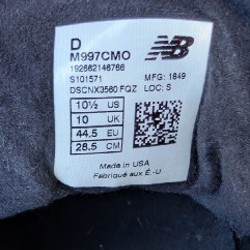 D
M997CMO
192662146766
S101571 MFG: 1849
DSCNX3560 FQZ LOC: S
10½ US
10 UK
44.5 EU
28.5 CM
Made in USA
Fabriqué aux É.-U